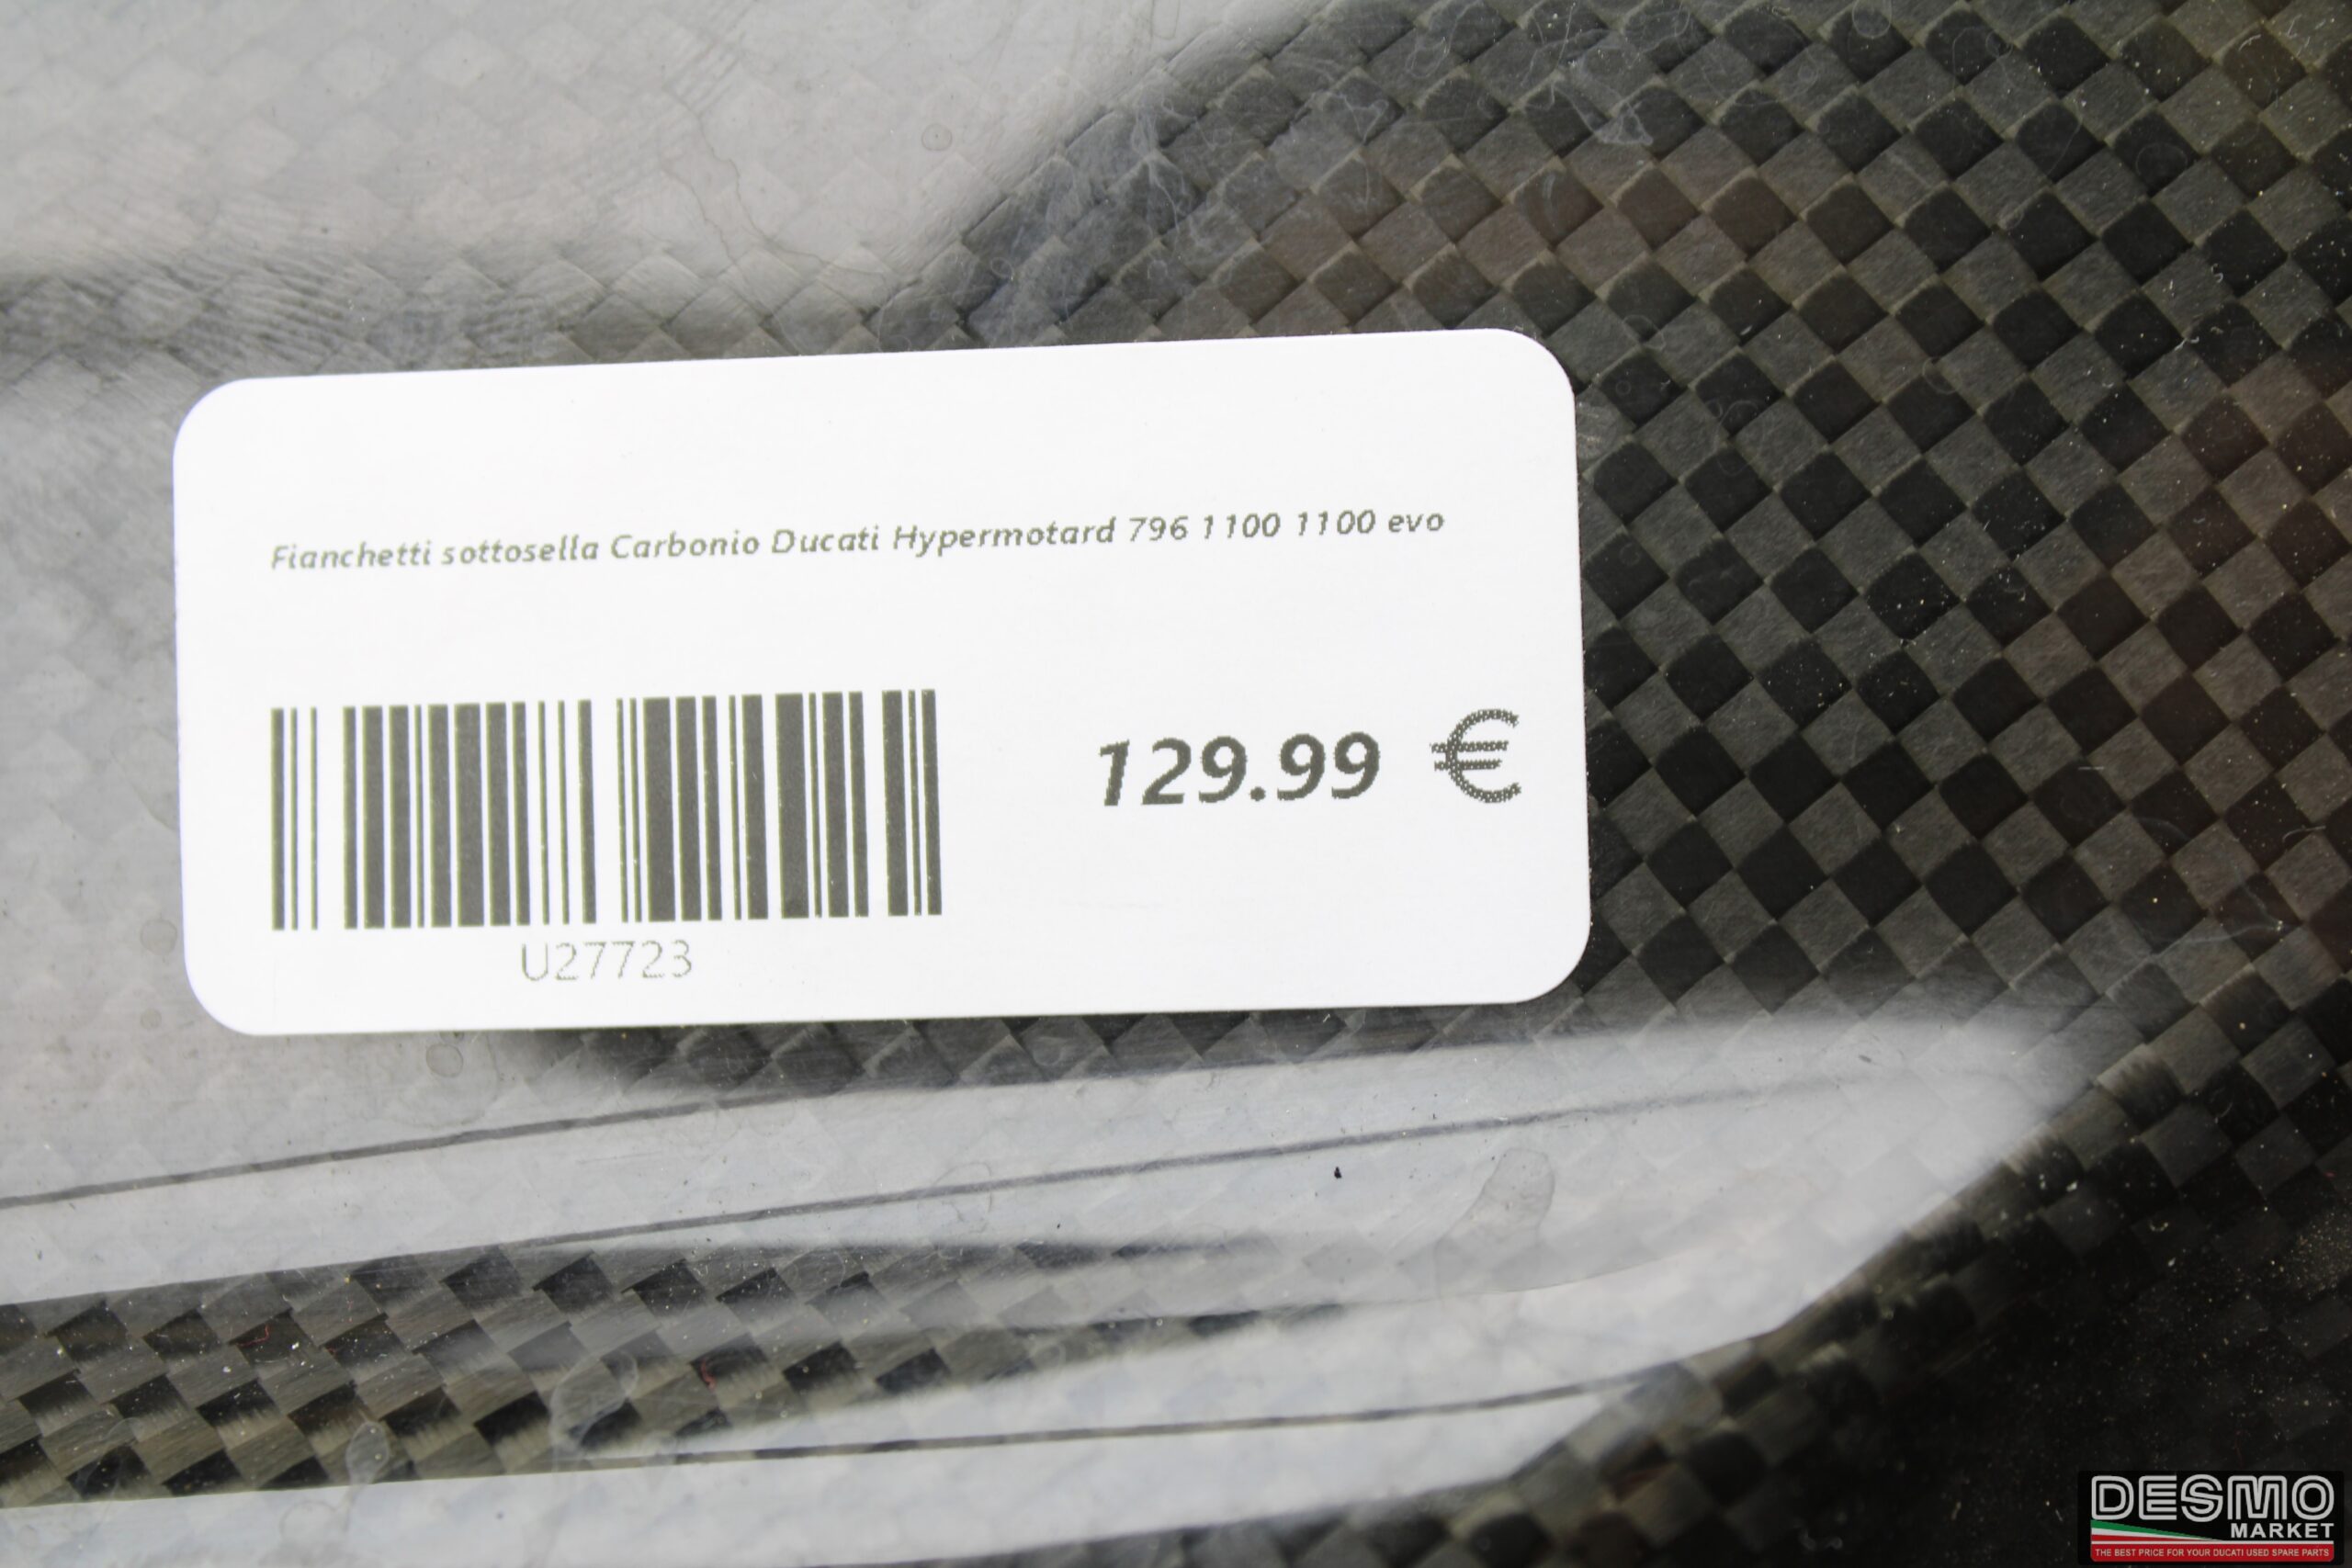 Fianchetti sottosella Carbonio Ducati Hypermotard 796 1100 1100 evo
129.99 €
U27723
DESMO
MARKET
THE BEST PRICE FOR YOUR DUCATI USED SPARE PARTS